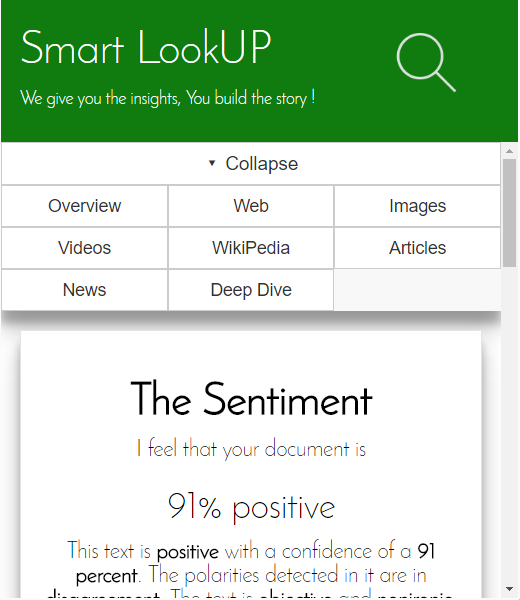 Smart LookUP
We give you the insights, You build the story !
▼ Collapse
Overview Web Images
Videos WikiPedia Articles
News Deep Dive
The Sentiment
I feel that your document is
91% positive
This text is positive with a confidence of a 91
percent. The polarities detected in it are in
disagreement. The text is objective and nonironic